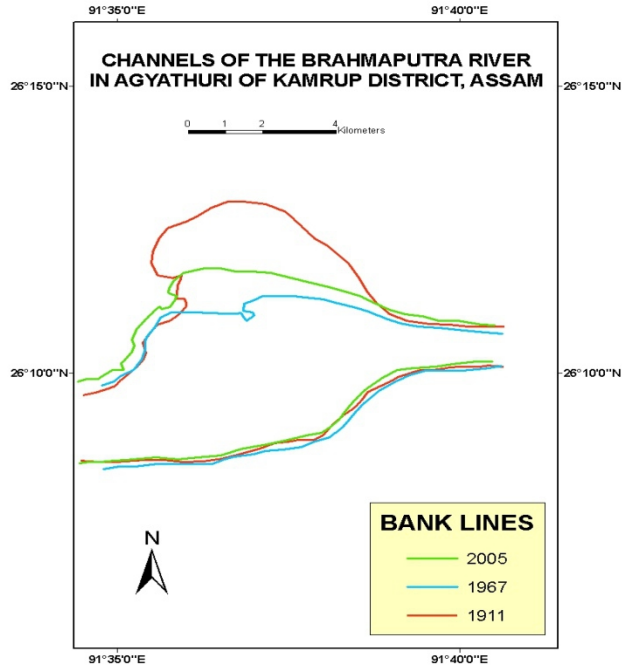 91°35'0"E 91°40'0"E
CHANNELS OF THE BRAHMAPUTRA RIVER
IN AGYATHURI OF KAMRUP DISTRICT, ASSAM
26°15'0"N 26°15'0"N
0 1 2 4
Kilometers
26°10'0"N 26°10'0"N
BANK LINES
N
2005
1967
1911
91°35'0"E 91°40'0"E